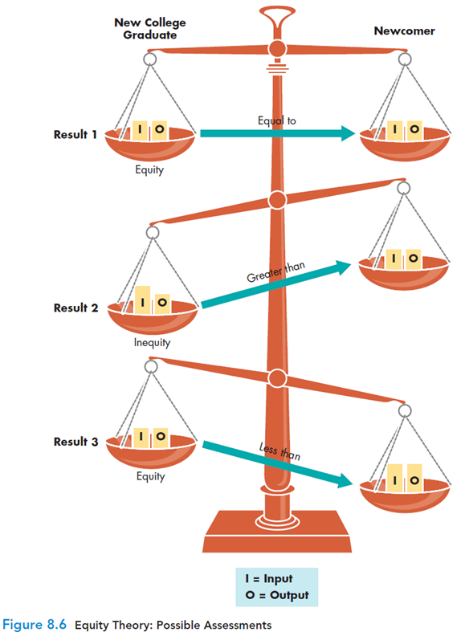 New College
Graduate
Newcomer
Result 1
I O
Equal to
I O
Equity
Result 2
I O
Greater than
I O
Inequity
Result 3
I O
Less than
I O
Equity
I = Input
O = Output
Figure 8.6 Equity Theory: Possible Assessments